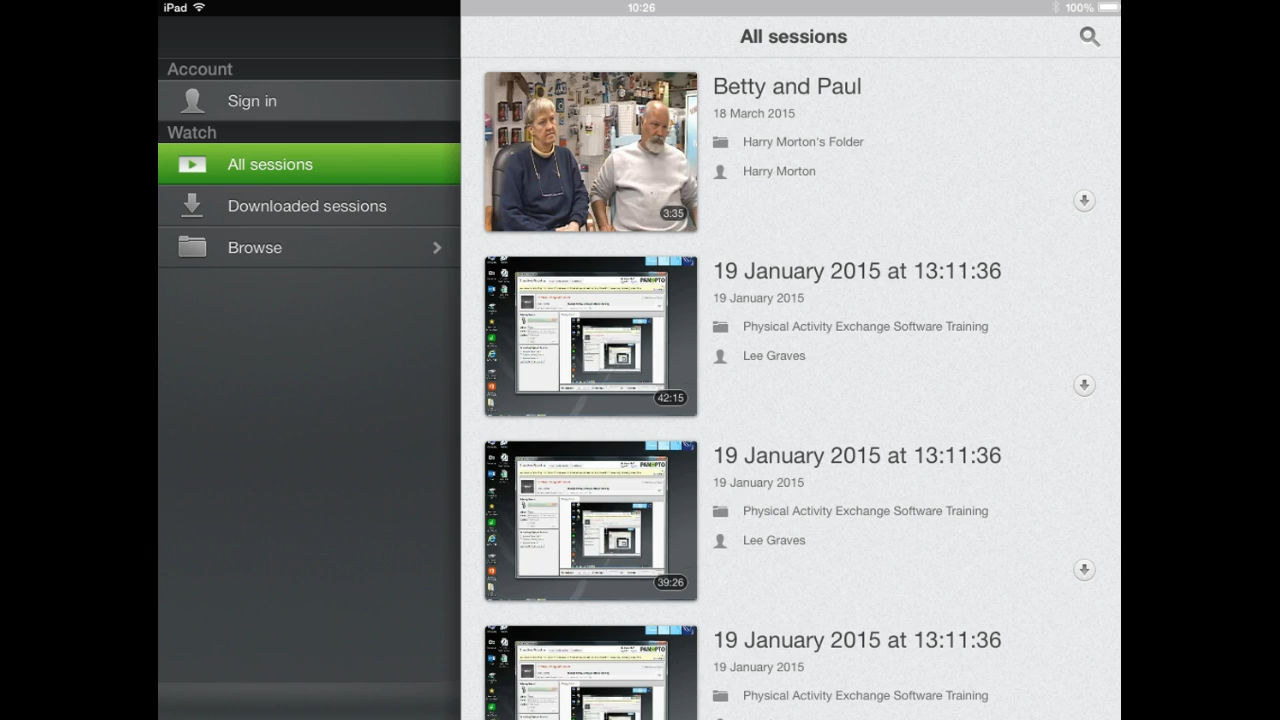 iPad
10:26
100%
Account
Sign in
Watch
All sessions
Downloaded sessions
Browse
All sessions
Betty and Paul
18 March 2015
Harry Morton's Folder
Harry Morton
3:35
19 January 2015 at 13:11:36
19 January 2015
Physical Activity Exchange Software Training
Lee Graves
PANOPTO
42:15
19 January 2015 at 13:11:36
19 January 2015
Physical Activity Exchange Software Training
Lee Graves
PANOPTO
39:26
19 January 2015 at 13:11:36
19 January 2015
Physical Activity Exchange Software Training
PANOPTO